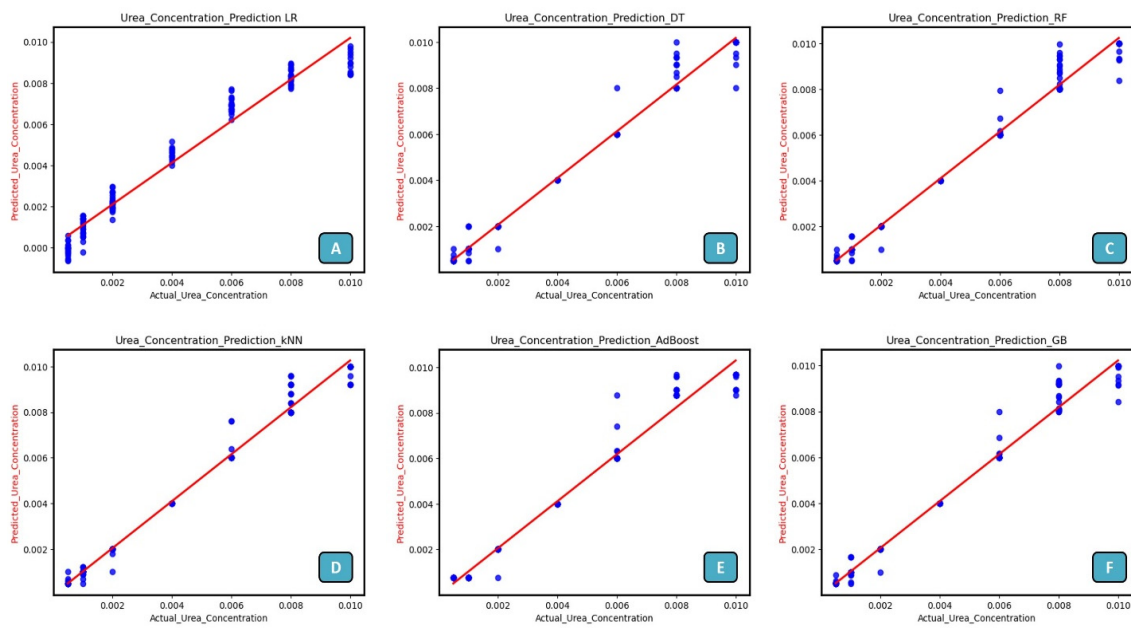 Urea_Concentration_Prediction LR
0.010
0.008
0.006
0.004
0.002
0.000
Predicted_Urea_Concentration
A
0.002
0.004
0.006
0.008
0.010
Actual_Urea_Concentration
Urea_Concentration_Prediction_DT
0.010
0.008
0.006
0.004
0.002
Predicted_Urea_Concentration
B
0.002
0.004
0.006
0.008
0.010
Actual_Urea_Concentration
Urea_Concentration_Prediction_RF
0.010
0.008
0.006
0.004
0.002
Predicted_Urea_Concentration
C
0.002
0.004
0.006
0.008
0.010
Actual_Urea_Concentration
Urea_Concentration_Prediction_kNN
0.010
0.008
0.006
0.004
0.002
Predicted_Urea_Concentration
D
0.002
0.004
0.006
0.008
0.010
Actual_Urea_Concentration
Urea_Concentration_Prediction_AdBoost
0.010
0.008
0.006
0.004
0.002
Predicted_Urea_Concentration
E
0.002
0.004
0.006
0.008
0.010
Actual_Urea_Concentration
Urea_Concentration_Prediction_GB
0.010
0.008
0.006
0.004
0.002
Predicted_Urea_Concentration
F
0.002
0.004
0.006
0.008
0.010
Actual_Urea_Concentration